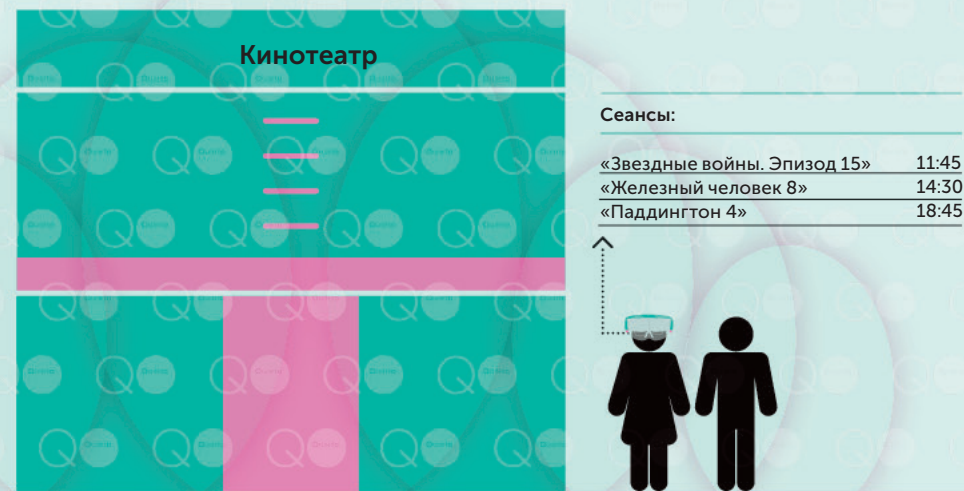 Кинотеатр
Сеансы:
«Звездные войны. Эпизод 15» 11:45
«Железный человек 8» 14:30
«Паддингтон 4» 18:45